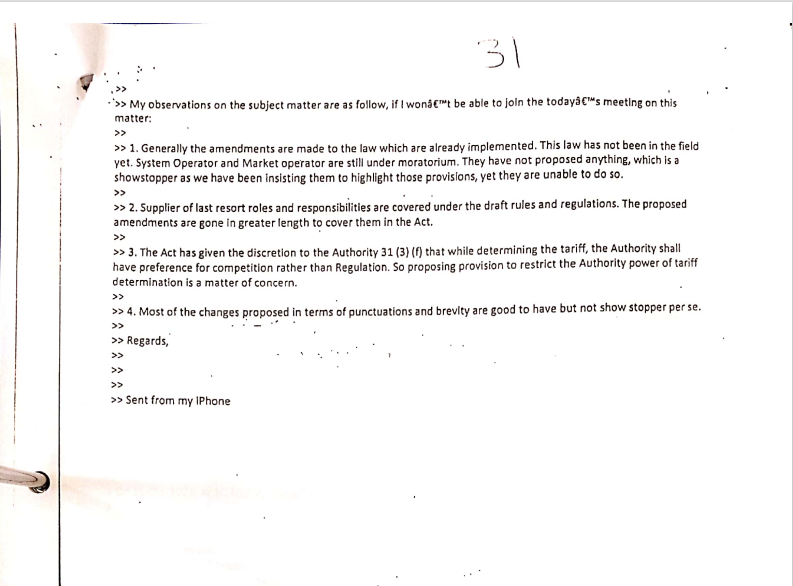 31
>>
>> My observations on the subject matter are as follow, if I wonâ€™t be able to join the todayâ€™s meeting on this
matter:
>>
>> 1. Generally the amendments are made to the law which are already implemented. This law has not been in the field
yet. System Operator and Market operator are still under moratorium. They have not proposed anything, which is a
showstopper as we have been insisting them to highlight those provisions, yet they are unable to do so.
>>
>> 2. Supplier of last resort roles and responsibilities are covered under the draft rules and regulations. The proposed
amendments are gone in greater length to cover them in the Act.
>>
>> 3. The Act has given the discretion to the Authority 31 (3) (f) that while determining the tariff, the Authority shall
have preference for competition rather than Regulation. So proposing provision to restrict the Authority power of tariff
determination is a matter of concern.
>>
>> 4. Most of the changes proposed in terms of punctuations and brevity are good to have but not show stopper per se.
>>
>> Regards,
>>
>>
>>
>> Sent from my iPhone